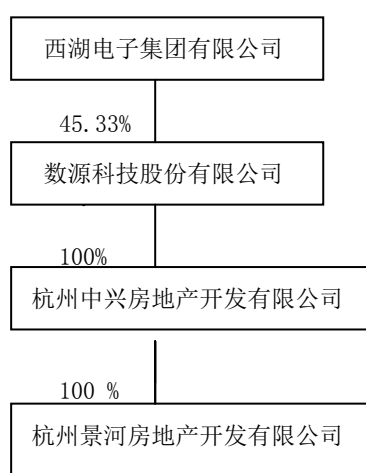 西湖电子集团有限公司
45.33%
数源科技股份有限公司
100%
杭州中兴房地产开发有限公司
100 %
杭州景河房地产开发有限公司